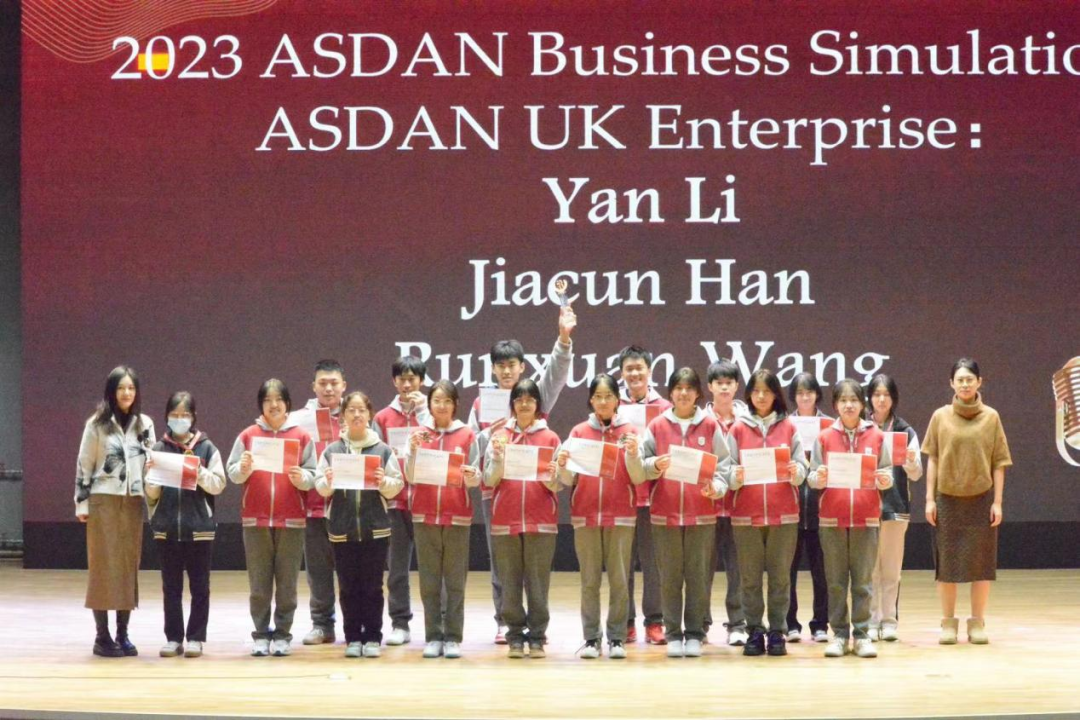 2023 ASDAN Business Simulatio
ASDAN UK Enterprise：
Yan Li
Jiacun Han
Runxuan Wang